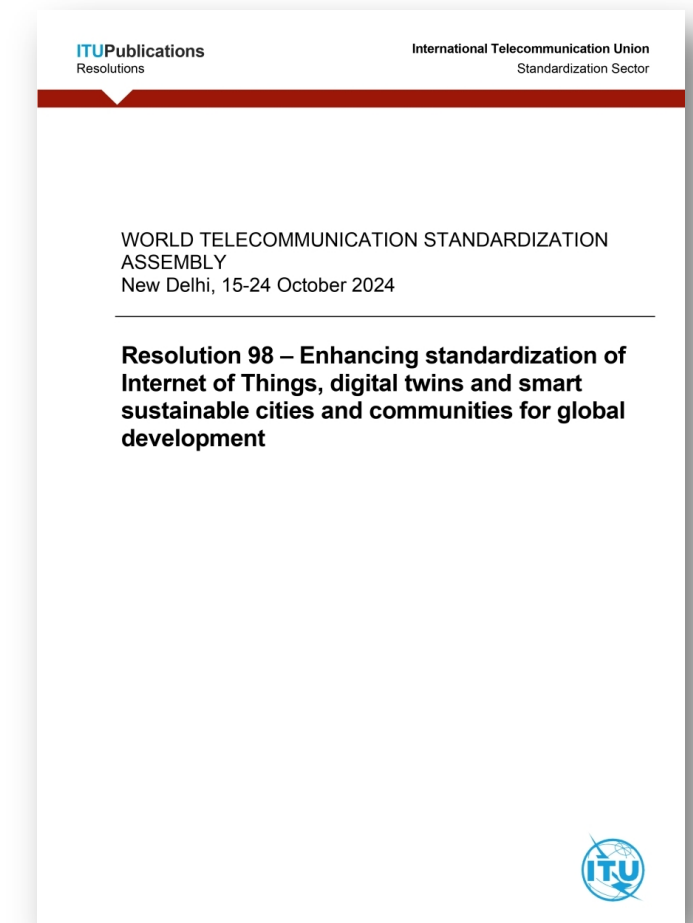 ITUPublications
Resolutions
International Telecommunication Union
Standardization Sector
WORLD TELECOMMUNICATION STANDARDIZATION
ASSEMBLY
New Delhi, 15-24 October 2024
Resolution 98 – Enhancing standardization of
Internet of Things, digital twins and smart
sustainable cities and communities for global
development
ITU